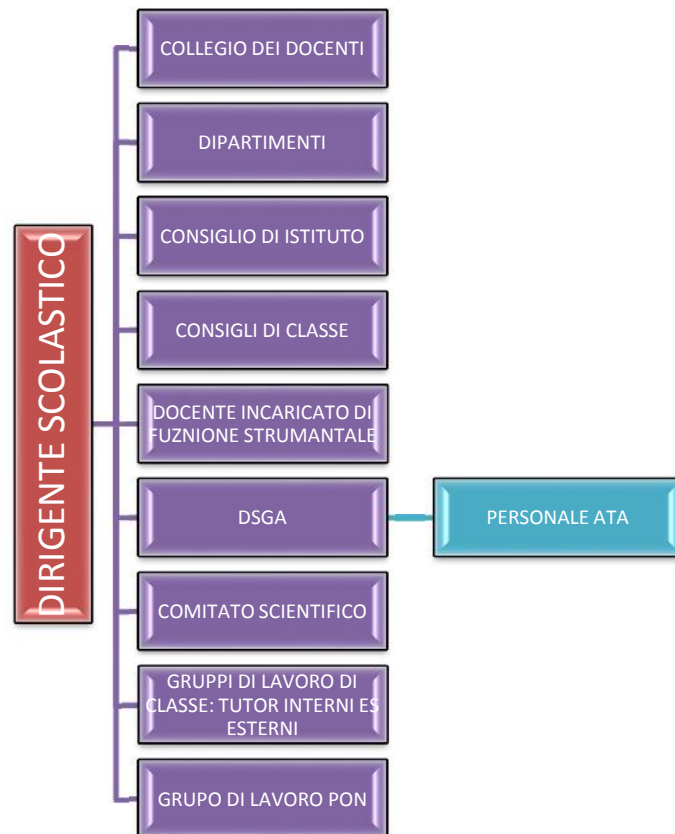 DIRIGENTE SCOLASTICO
COLLEGIO DEI DOCENTI
DIPARTIMENTI
CONSIGLIO DI ISTITUTO
CONSIGLI DI CLASSE
DOCENTE INCARICATO DI
FUZNIONE STRUMANTALE
DSGA
PERSONALE ATA
COMITATO SCIENTIFICO
GRUPPI DI LAVORO DI
CLASSE: TUTOR INTERNI ES
ESTERNI
GRUPO DI LAVORO PON